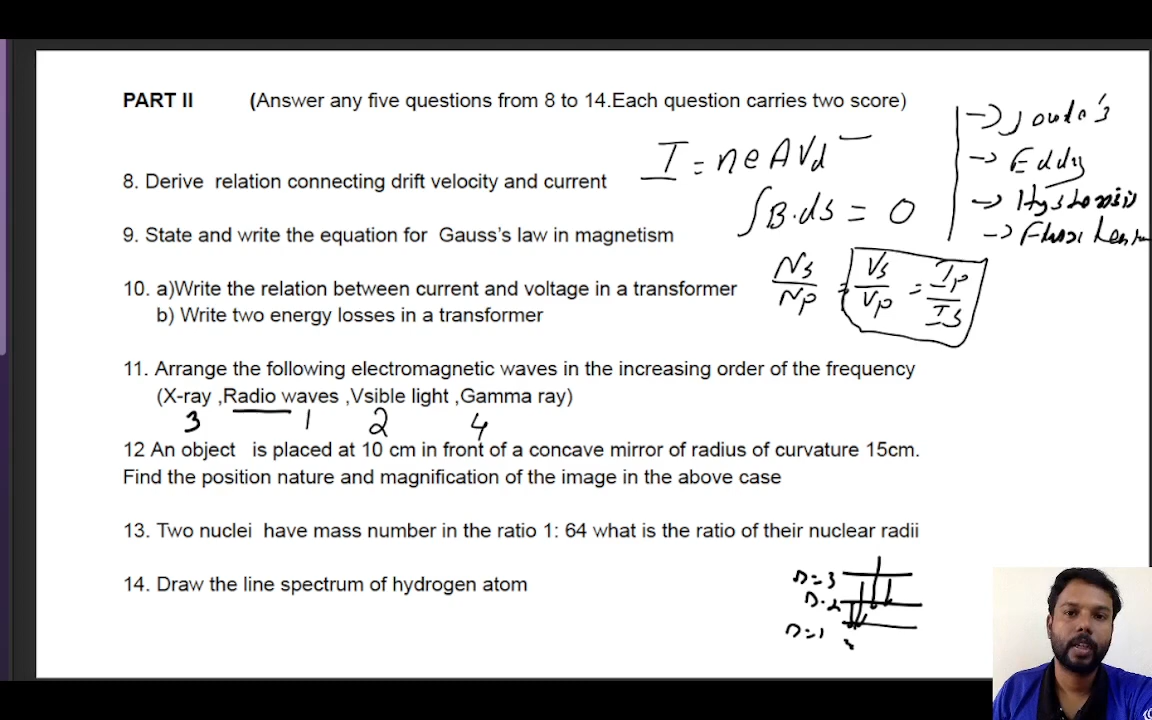 PART II (Answer any five questions from 8 to 14.Each question carries two score)
→ Joule's
I = neAVd
→ Eddy
8. Derive relation connecting drift velocity and current
∫B.ds = 0
→ Hysteresis
→ Flux
9. State and write the equation for Gauss's law in magnetism
Ns/Np = Vs/Vp = Ip/Is
10. a)Write the relation between current and voltage in a transformer
b) Write two energy losses in a transformer
11. Arrange the following electromagnetic waves in the increasing order of the frequency
(X-ray ,Radio waves ,Vsible light ,Gamma ray)
3 1 2 4
12 An object is placed at 10 cm in front of a concave mirror of radius of curvature 15cm.
Find the position nature and magnification of the image in the above case
13. Two nuclei have mass number in the ratio 1: 64 what is the ratio of their nuclear radii
14. Draw the line spectrum of hydrogen atom
n=3
n=2
n=1